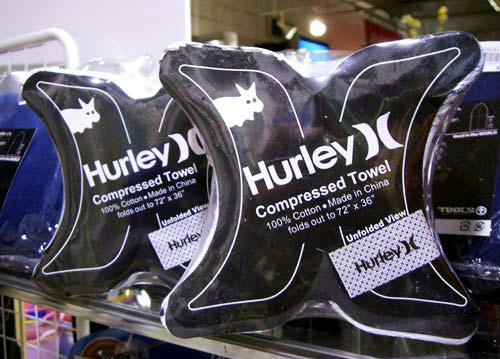 Hurley
Compressed Towel
100% Cotton • Made in China
folds out to 72" x 36"
Unfolded View
Hurley
Hurley
Compressed Towel
100% Cotton • Made in China
folds out to 72" x 36"
Unfolded View
Hurley
TOOLS